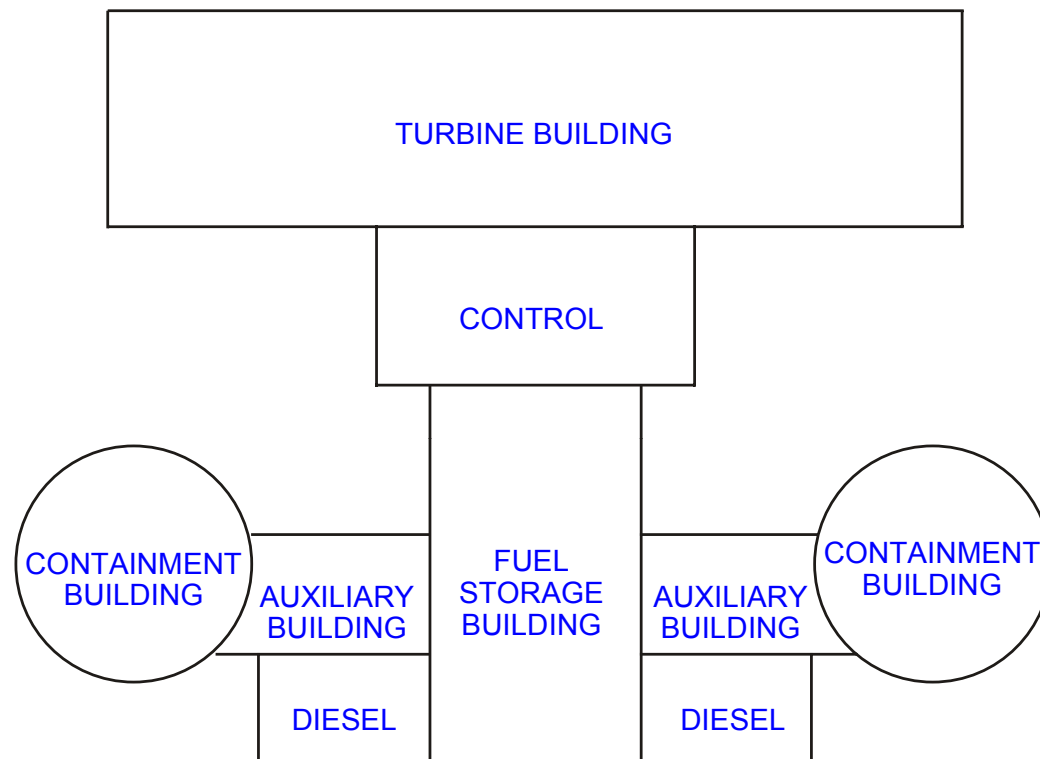 TURBINE BUILDING
CONTROL
CONTAINMENT
BUILDING
AUXILIARY
BUILDING
FUEL
STORAGE
BUILDING
AUXILIARY
BUILDING
CONTAINMENT
BUILDING
DIESEL
DIESEL